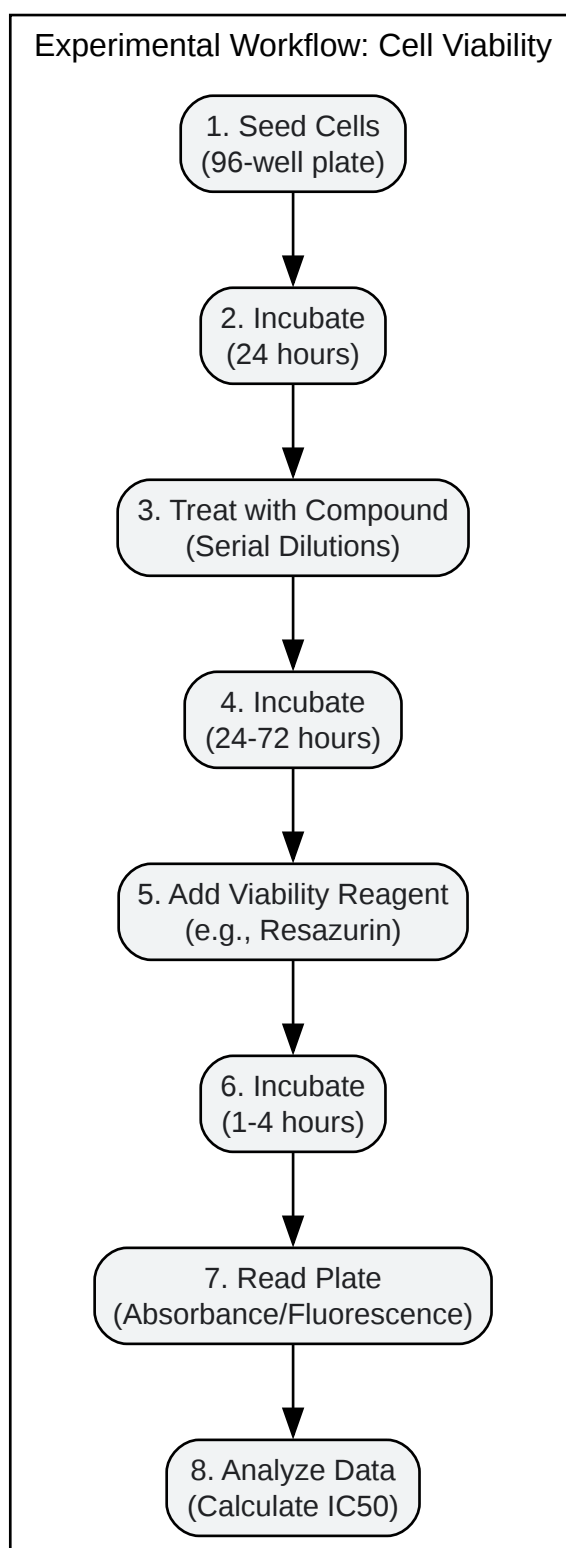 Experimental Workflow: Cell Viability
1. Seed Cells
(96-well plate)
2. Incubate
(24 hours)
3. Treat with Compound
(Serial Dilutions)
4. Incubate
(24-72 hours)
5. Add Viability Reagent
(e.g., Resazurin)
6. Incubate
(1-4 hours)
7. Read Plate
(Absorbance/Fluorescence)
8. Analyze Data
(Calculate IC50)